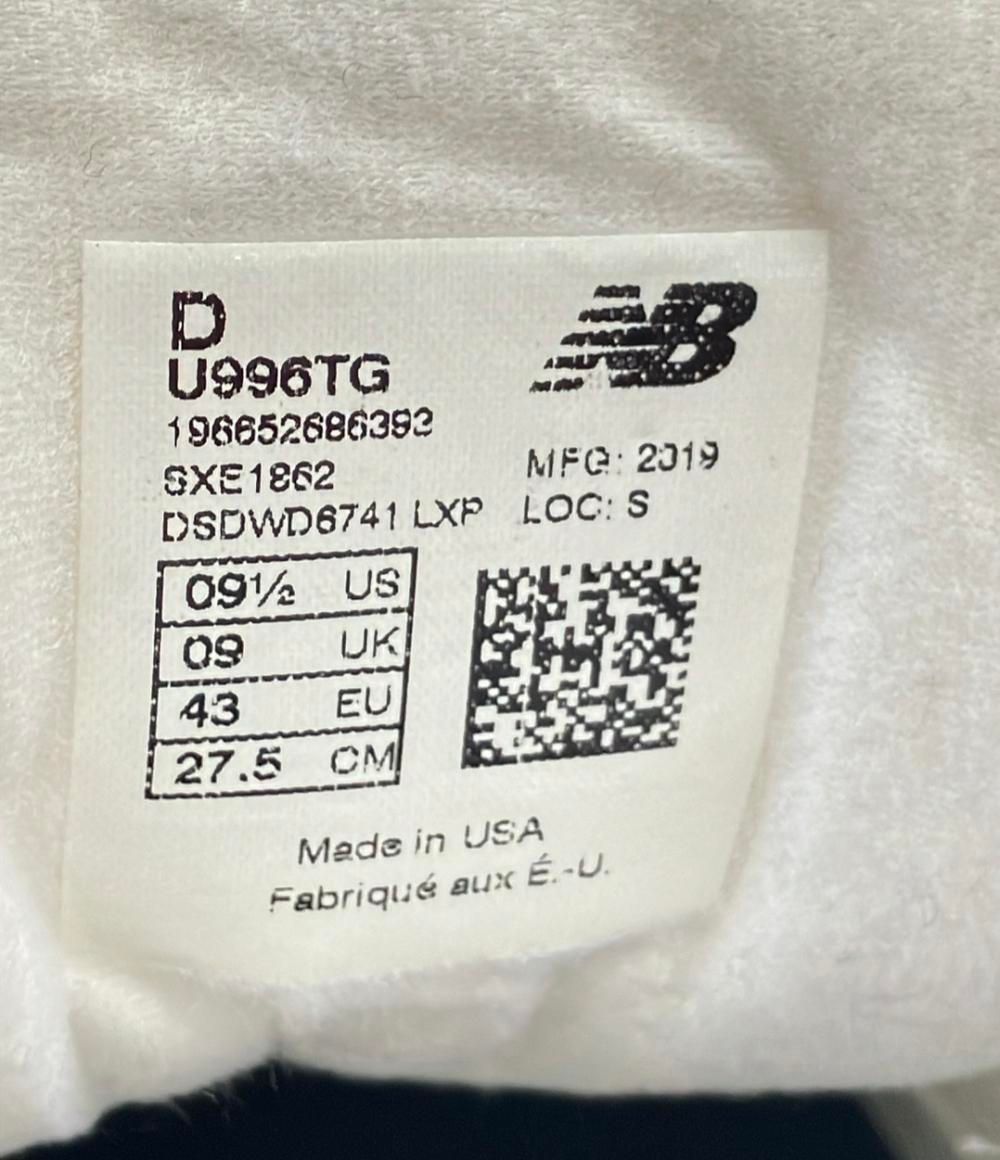 D
U996TG
NB
196652686393
SXE1862
MFG: 2019
DSDWD6741 LXP
LOC: S
09½ US
09 UK
43 EU
27.5 CM
Made in USA
Fabriqué aux É.-U.